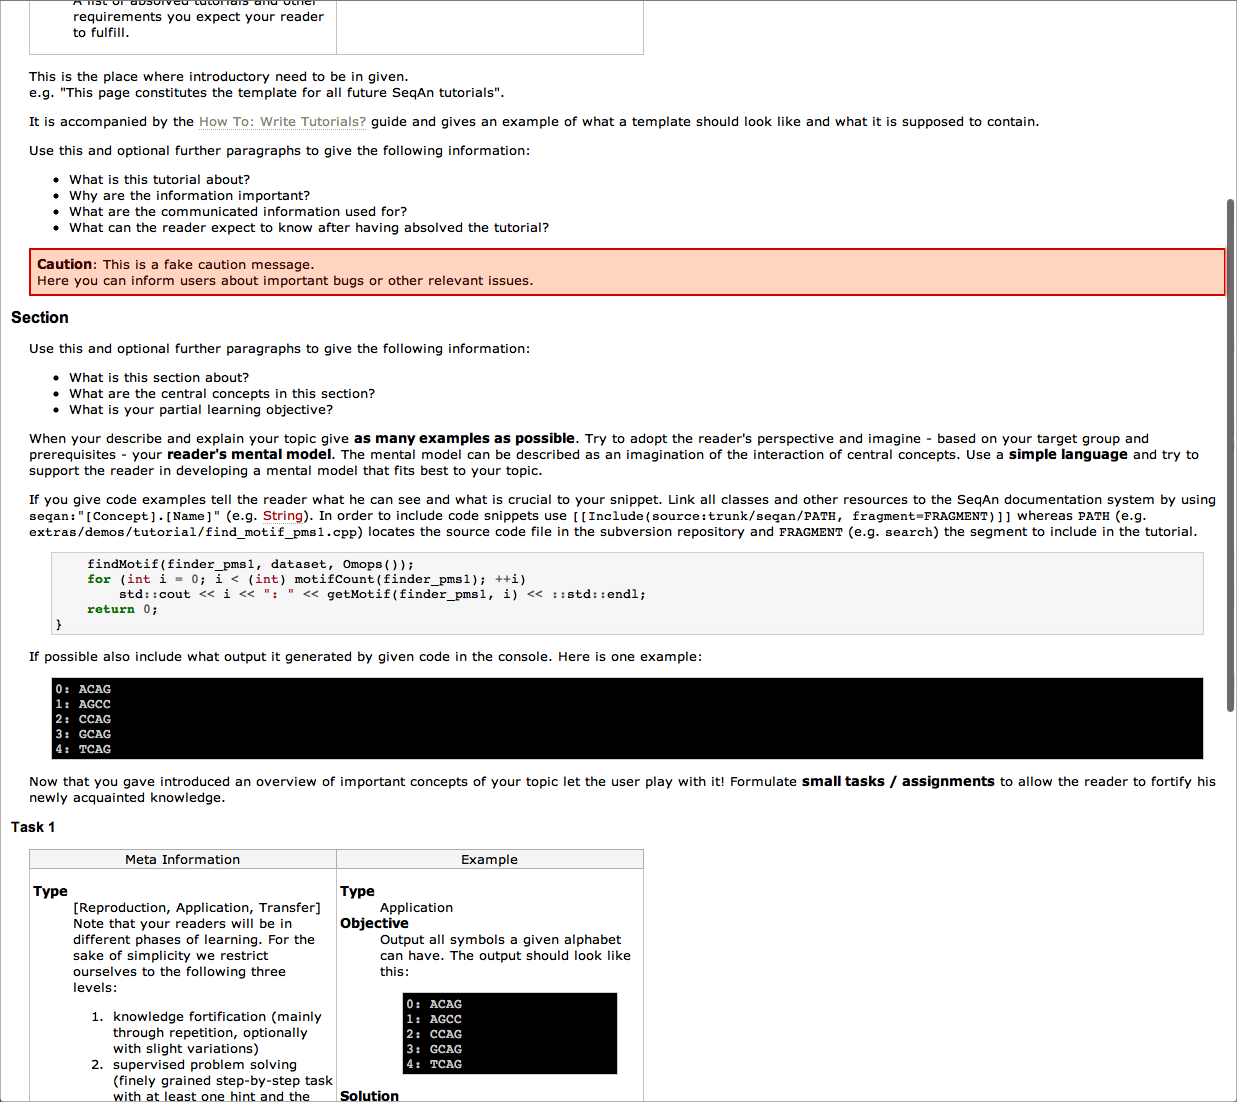 A list of absolved tutorials and other
requirements you expect your reader
to fulfill.
This is the place where introductory need to be in given.
e.g. "This page constitutes the template for all future SeqAn tutorials".
It is accompanied by the How To: Write Tutorials? guide and gives an example of what a template should look like and what it is supposed to contain.
Use this and optional further paragraphs to give the following information:
• What is this tutorial about?
• Why are the information important?
• What are the communicated information used for?
• What can the reader expect to know after having absolved the tutorial?
Caution: This is a fake caution message.
Here you can inform users about important bugs or other relevant issues.
Section
Use this and optional further paragraphs to give the following information:
• What is this section about?
• What are the central concepts in this section?
• What is your partial learning objective?
When your describe and explain your topic give as many examples as possible. Try to adopt the reader's perspective and imagine - based on your target group and
prerequisites - your reader's mental model. The mental model can be described as an imagination of the interaction of central concepts. Use a simple language and try to
support the reader in developing a mental model that fits best to your topic.
If you give code examples tell the reader what he can see and what is crucial to your snippet. Link all classes and other resources to the SeqAn documentation system by using
seqan:"[Concept].[Name]" (e.g. String). In order to include code snippets use [[Include(source:trunk/seqan/PATH, fragment=FRAGMENT)]] whereas PATH (e.g.
extras/demos/tutorial/find_motif_pms1.cpp) locates the source code file in the subversion repository and FRAGMENT (e.g. search) the segment to include in the tutorial.
findMotif(finder_pms1, dataset, Omops());
for (int i = 0; i < (int) motifCount(finder_pms1); ++i)
std::cout << i << ": " << getMotif(finder_pms1, i) << ::std::endl;
return 0;
}
If possible also include what output it generated by given code in the console. Here is one example:
0: ACAG
1: AGCC
2: CCAG
3: GCAG
4: TCAG
Now that you gave introduced an overview of important concepts of your topic let the user play with it! Formulate small tasks / assignments to allow the reader to fortify his
newly acquainted knowledge.
Task 1
Meta Information
Type
[Reproduction, Application, Transfer]
Note that your readers will be in
different phases of learning. For the
sake of simplicity we restrict
ourselves to the following three
levels:
1. knowledge fortification (mainly
through repetition, optionally
with slight variations)
2. supervised problem solving
(finely grained step-by-step task
with at least one hint and the
Example
Type
Application
Objective
Output all symbols a given alphabet
can have. The output should look like
this:
0: ACAG
1: AGCC
2: CCAG
3: GCAG
4: TCAG
Solution